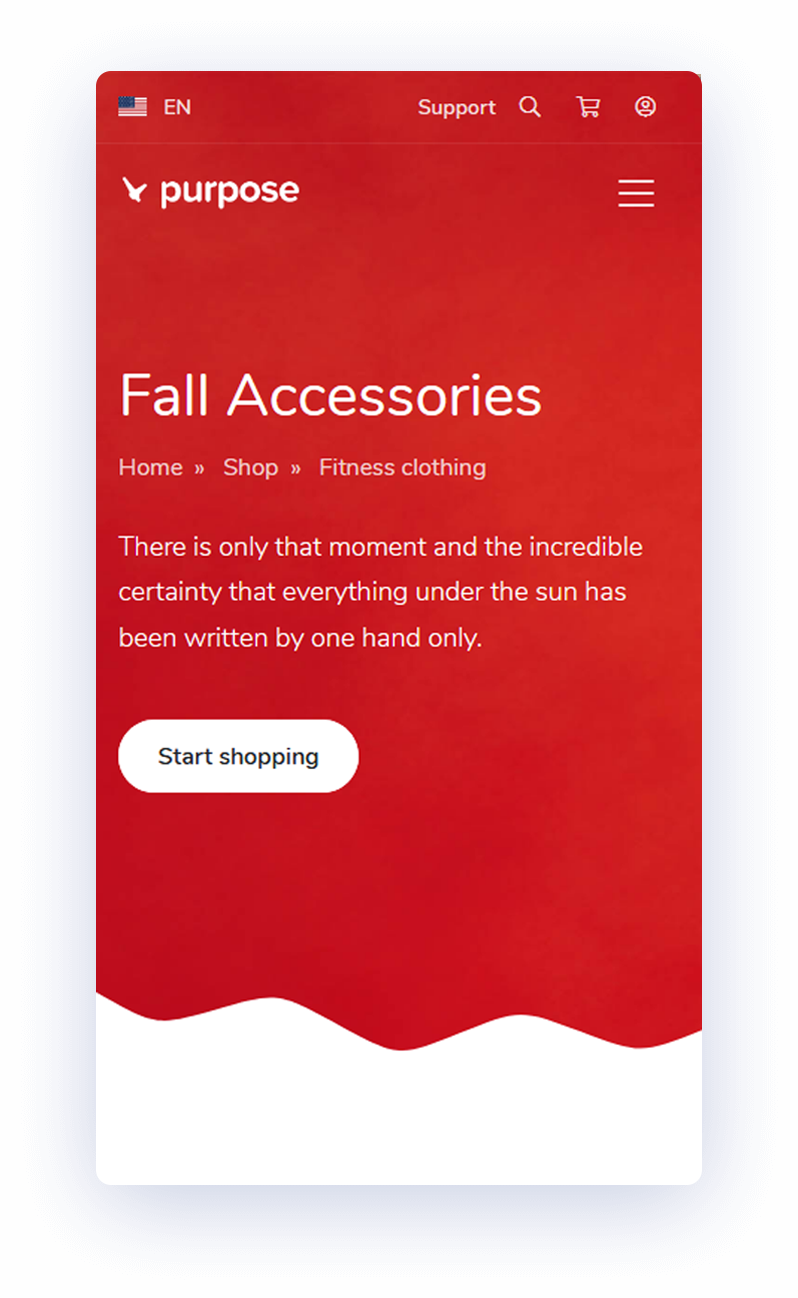 EN Support
purpose
Fall Accessories
Home » Shop » Fitness clothing
There is only that moment and the incredible
certainty that everything under the sun has
been written by one hand only.
Start shopping